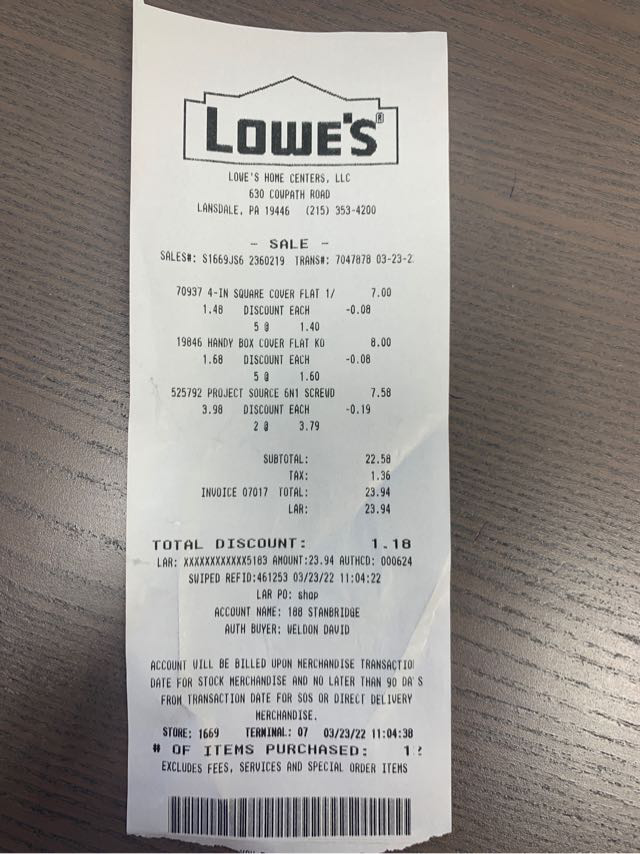 LOWE'S®
LOWE'S HOME CENTERS, LLC
630 COWPATH ROAD
LANSDALE, PA 19446 (215) 353-4200
- SALE -
SALES#: S1669JS6 2360219 TRANS#: 7047878 03-23-2
70937 4-IN SQUARE COVER FLAT 1/ 7.00
1.48 DISCOUNT EACH -0.08
5 @ 1.40
19846 HANDY BOX COVER FLAT KO 8.00
1.68 DISCOUNT EACH -0.08
5 @ 1.60
525792 PROJECT SOURCE 6N1 SCREWD 7.58
3.98 DISCOUNT EACH -0.19
2 @ 3.79
SUBTOTAL: 22.58
TAX: 1.36
INVOICE 07017 TOTAL: 23.94
LAR: 23.94
TOTAL DISCOUNT: 1.18
LAR: XXXXXXXXXXXX5183 AMOUNT:23.94 AUTHCD: 000624
SWIPED REFID:461253 03/23/22 11:04:22
LAR PO: shop
ACCOUNT NAME: 188 STANBRIDGE
AUTH BUYER: WELDON DAVID
ACCOUNT WILL BE BILLED UPON MERCHANDISE TRANSACTIO
DATE FOR STOCK MERCHANDISE AND NO LATER THAN 90 DA S
FROM TRANSACTION DATE FOR SOS OR DIRECT DELIVERY
MERCHANDISE.
STORE: 1669 TERMINAL: 07 03/23/22 11:04:38
# OF ITEMS PURCHASED: 1
EXCLUDES FEES, SERVICES AND SPECIAL ORDER ITEMS